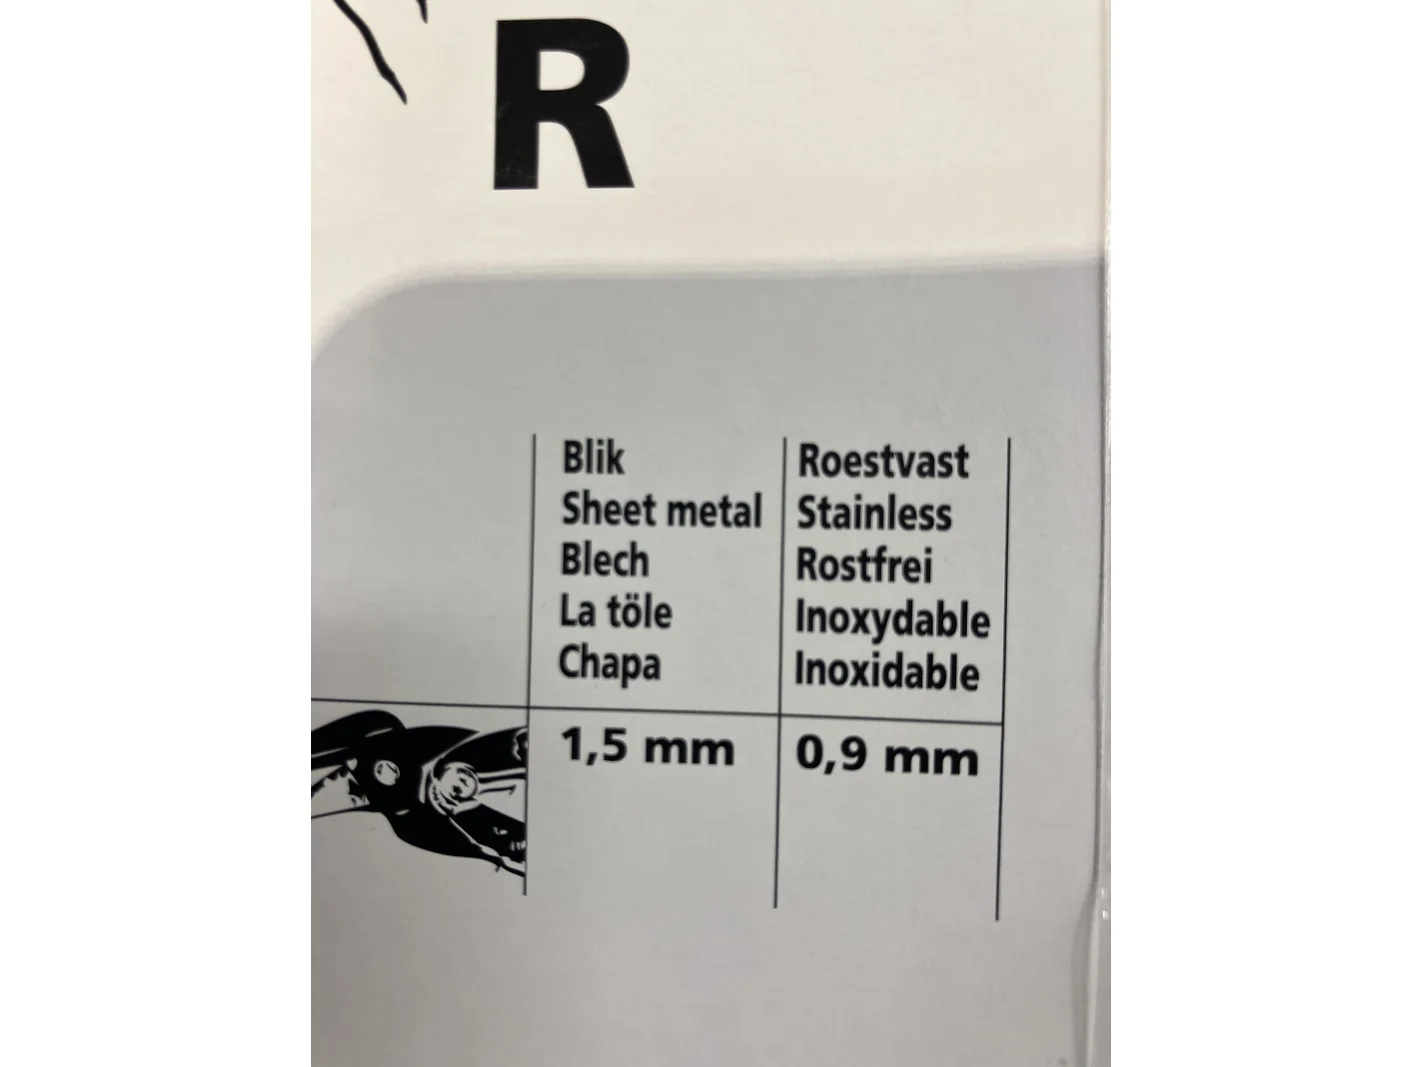 R
Blik
Sheet metal
Blech
La töle
Chapa
Roestvast
Stainless
Rostfrei
Inoxydable
Inoxidable
1,5 mm
0,9 mm